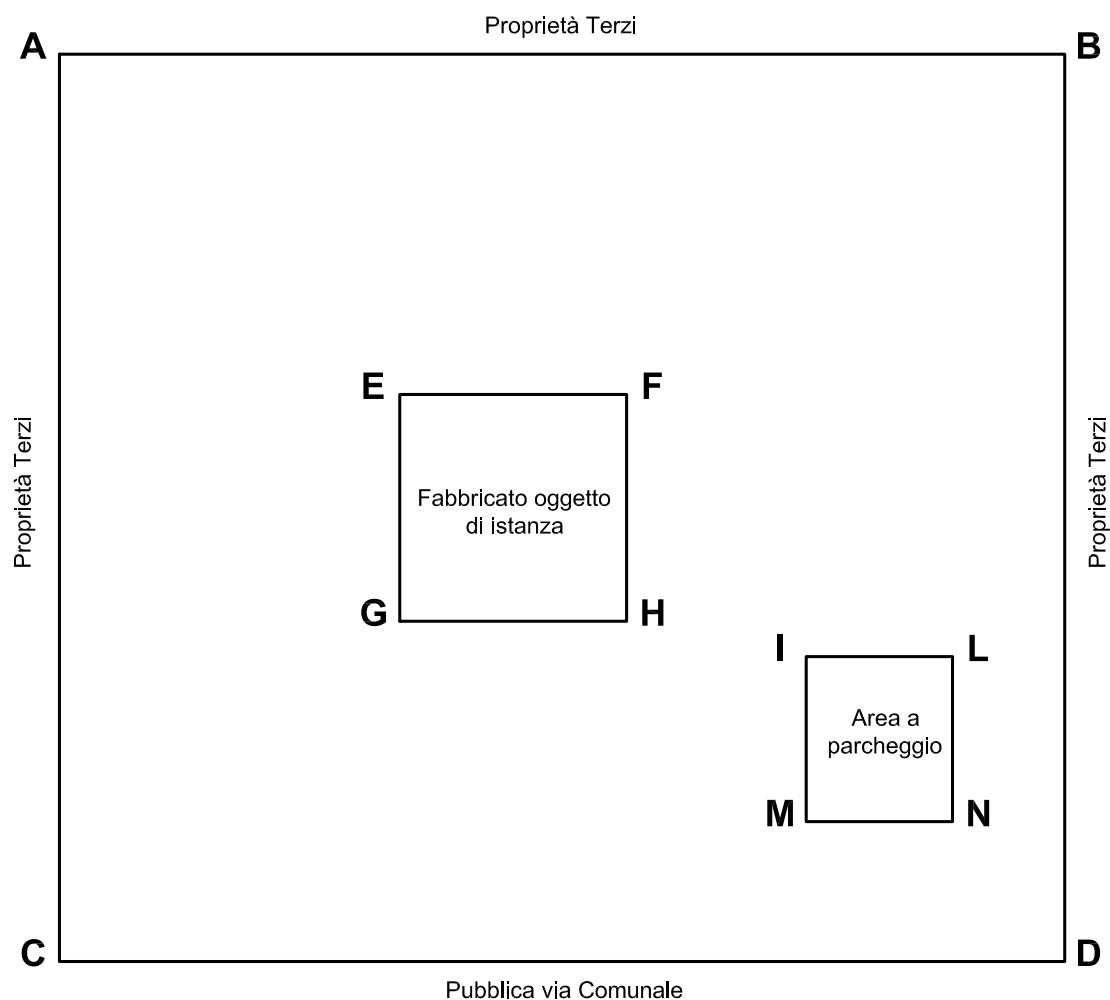 Proprietà Terzi
A
B
E
F
Proprietà Terzi
Proprietà Terzi
Fabbricato oggetto
di istanza
G
H
I
L
Area a
parcheggio
M
N
C
D
Pubblica via Comunale